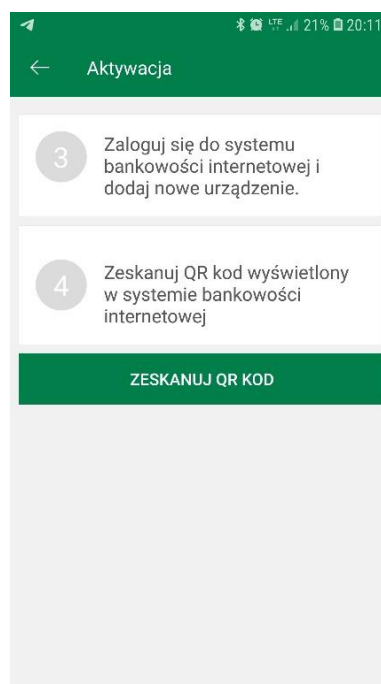 LTE 21% 20:11
Aktywacja
3
Zaloguj się do systemu
bankowości internetowej i
dodaj nowe urządzenie.
4
Zeskanuj QR kod wyświetlony
w systemie bankowości
internetowej
ZESKANUJ QR KOD